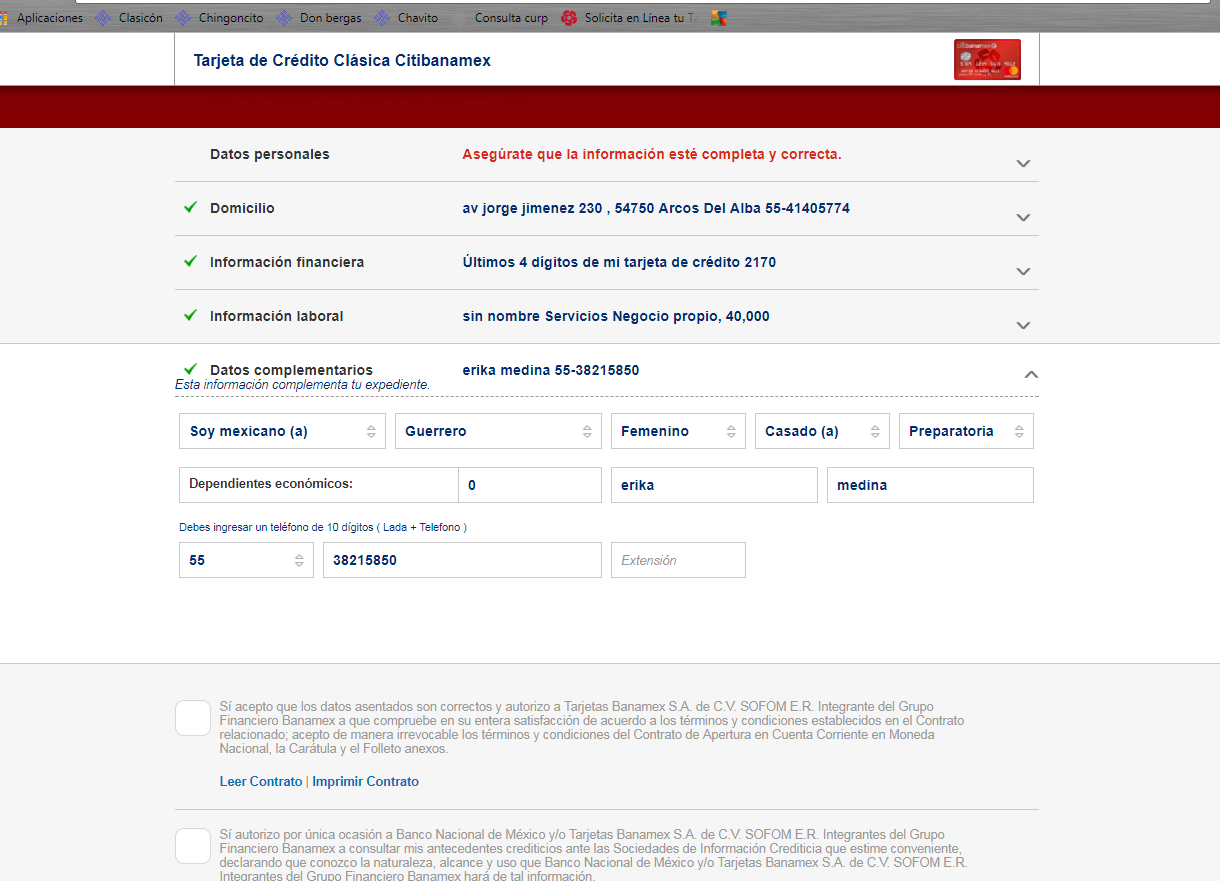 Aplicaciones Clasicón Chingoncito Don bergas Chavito Consulta curp Solicita en Línea tu Ta
Tarjeta de Crédito Clásica Citibanamex
Datos personales Asegúrate que la información esté completa y correcta.
Domicilio av jorge jimenez 230 , 54750 Arcos Del Alba 55-41405774
Información financiera Últimos 4 dígitos de mi tarjeta de crédito 2170
Información laboral sin nombre Servicios Negocio propio, 40,000
Datos complementarios erika medina 55-38215850
Esta información complementa tu expediente.
Soy mexicano (a) Guerrero Femenino Casado (a) Preparatoria
Dependientes económicos: 0 erika medina
Debes ingresar un teléfono de 10 dígitos ( Lada + Telefono )
55 38215850 Extensión
Sí acepto que los datos asentados son correctos y autorizo a Tarjetas Banamex S.A. de C.V. SOFOM E.R. Integrante del Grupo
Financiero Banamex a que compruebe en su entera satisfacción de acuerdo a los términos y condiciones establecidos en el Contrato
relacionado; acepto de manera irrevocable los términos y condiciones del Contrato de Apertura en Cuenta Corriente en Moneda
Nacional, la Carátula y el Folleto anexos.
Leer Contrato | Imprimir Contrato
Sí autorizo por única ocasión a Banco Nacional de México y/o Tarjetas Banamex S.A. de C.V. SOFOM E.R. Integrantes del Grupo
Financiero Banamex a consultar mis antecedentes crediticios ante las Sociedades de Información Crediticia que estime conveniente,
declarando que conozco la naturaleza, alcance y uso que Banco Nacional de México y/o Tarjetas Banamex S.A. de C.V. SOFOM E.R.
Integrantes del Grupo Financiero Banamex hará de tal información.